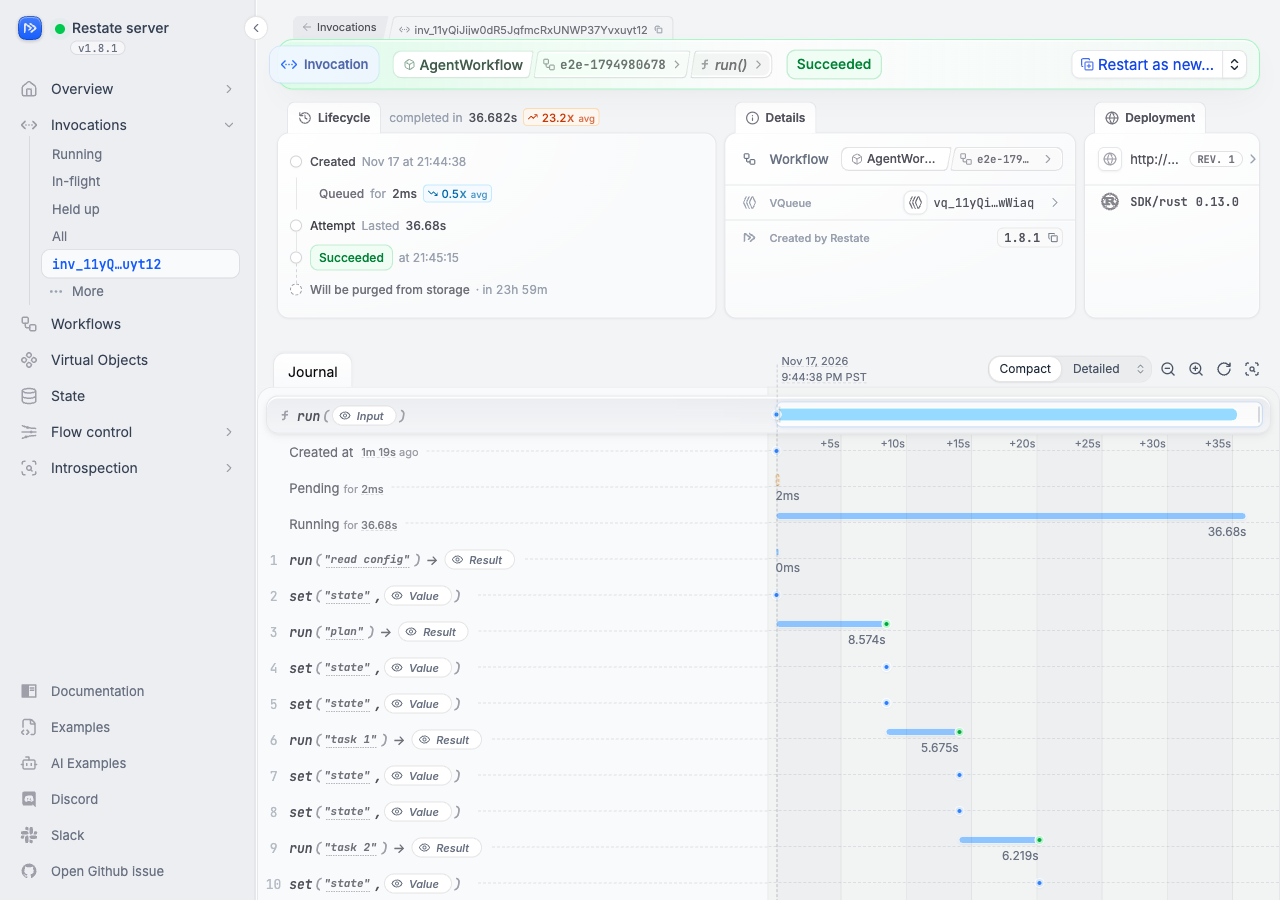 Restate server
v1.8.1
Overview
Invocations
Running
In-flight
Held up
All
inv_11yQ…uyt12
More
Workflows
Virtual Objects
State
Flow control
Introspection
Documentation
Examples
AI Examples
Discord
Slack
Open Github issue
Invocations
inv_11yQiJijw0dR5JqfmcRxUNWP37Yvxuyt12
Invocation
AgentWorkflow
e2e-1794980678
run()
Succeeded
Restart as new...
Lifecycle
completed in 36.682s 23.2x avg
Created Nov 17 at 21:44:38
Queued for 2ms 0.5x avg
Attempt Lasted 36.68s
Succeeded at 21:45:15
Will be purged from storage · in 23h 59m
Details
Workflow AgentWor... e2e-179...
VQueue vq_11yQi…wWiaq
Created by Restate 1.8.1
Deployment
http://... REV. 1
SDK/rust 0.13.0
Journal
Nov 17, 2026
9:44:38 PM PST
Compact Detailed
run ( Input )
+5s +10s +15s +20s +25s +30s +35s
Created at 1m 19s ago
Pending for 2ms
2ms
Running for 36.68s
36.68s
1 run ("read config") → Result
0ms
2 set ("state", Value )
3 run ("plan") → Result
8.574s
4 set ("state", Value )
5 set ("state", Value )
6 run ("task 1") → Result
5.675s
7 set ("state", Value )
8 set ("state", Value )
9 run ("task 2") → Result
6.219s
10 set ("state", Value )